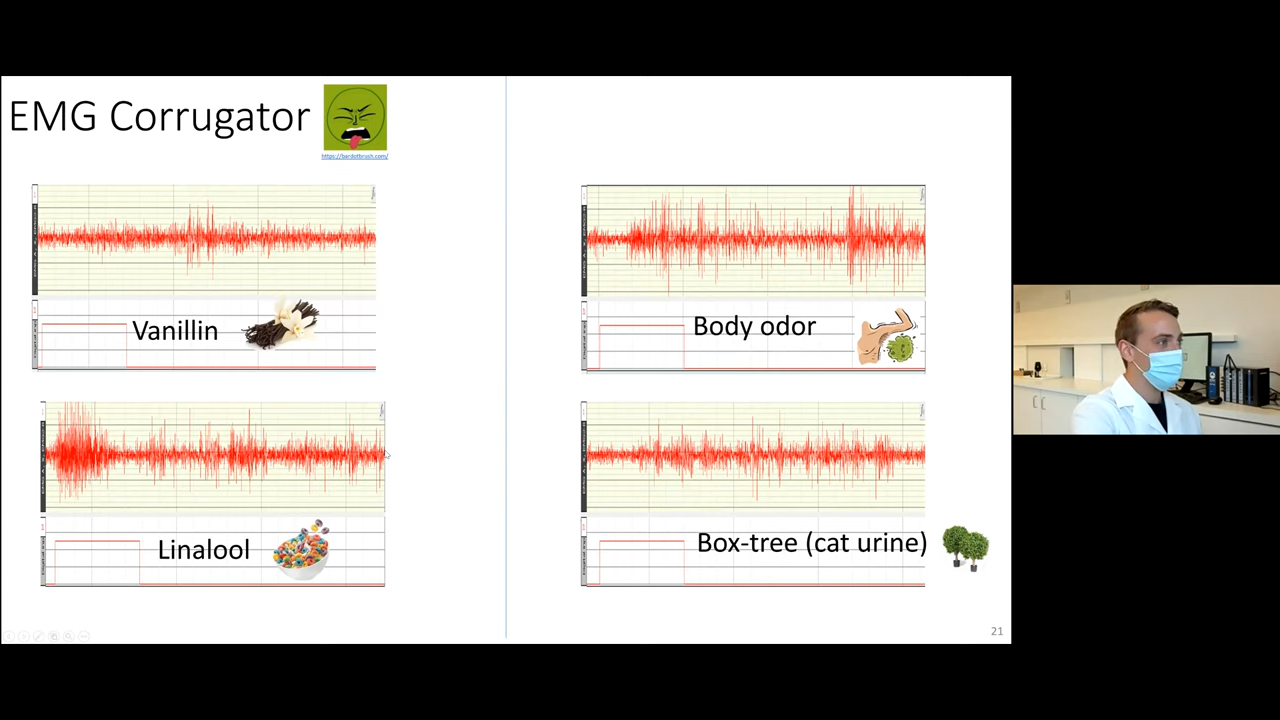 EMG Corrugator
https://bardotbrush.com/
Vanillin
Body odor
Linalool
Box-tree (cat urine)
21